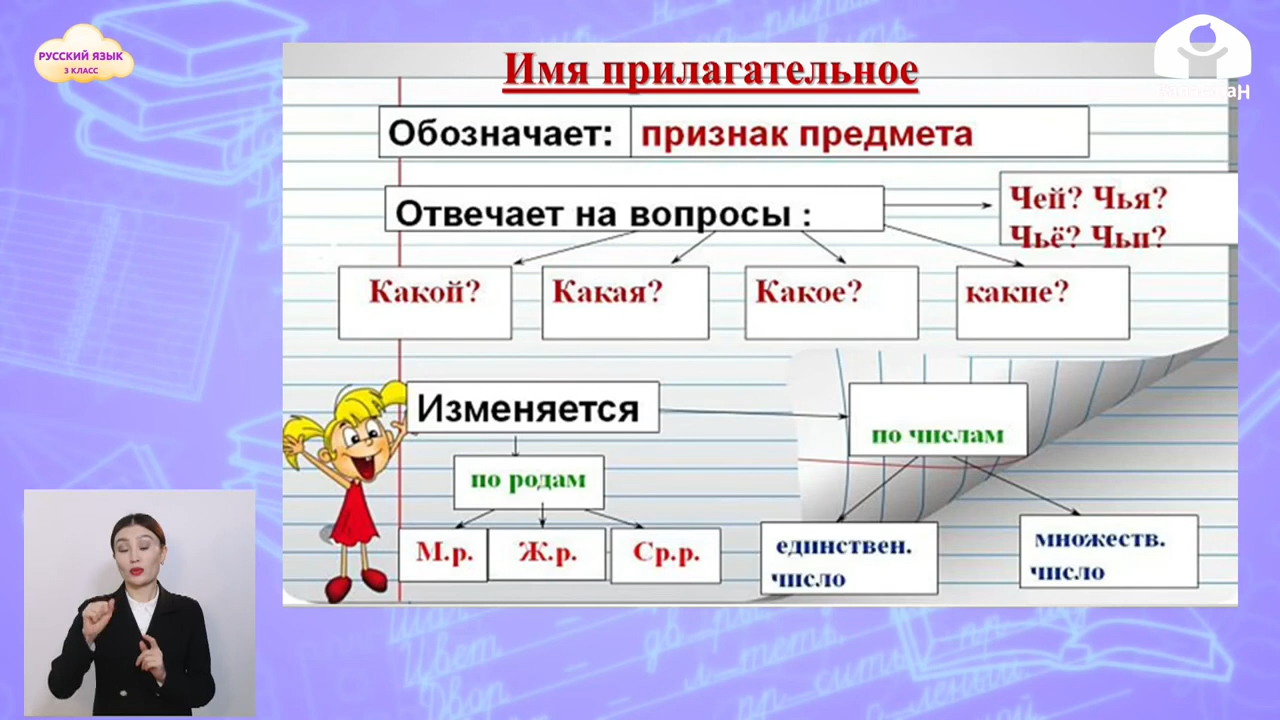 РУССКИЙ ЯЗЫК
3 КЛАСС
Имя прилагательное
Обозначает: признак предмета
Отвечает на вопросы :
Чей? Чья?
Чьё? Чьи?
Какой? Какая? Какое? какие?
Изменяется
по числам
по родам
М.р. Ж.р. Ср.р.
единствен.
число
множеств.
число